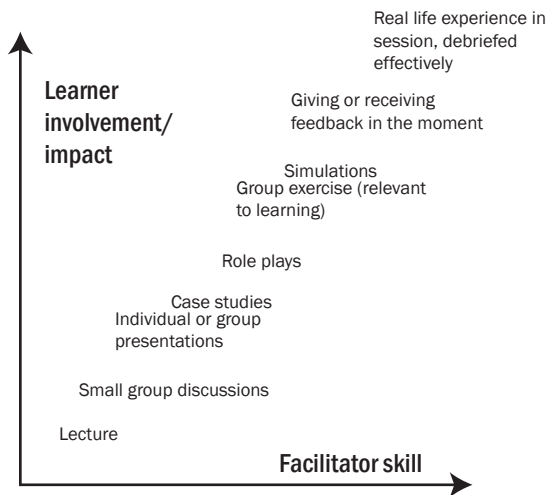 Real life experience in
session, debriefed
effectively
Learner
involvement/
impact
Giving or receiving
feedback in the moment
Simulations
Group exercise (relevant
to learning)
Role plays
Case studies
Individual or group
presentations
Small group discussions
Lecture
Facilitator skill